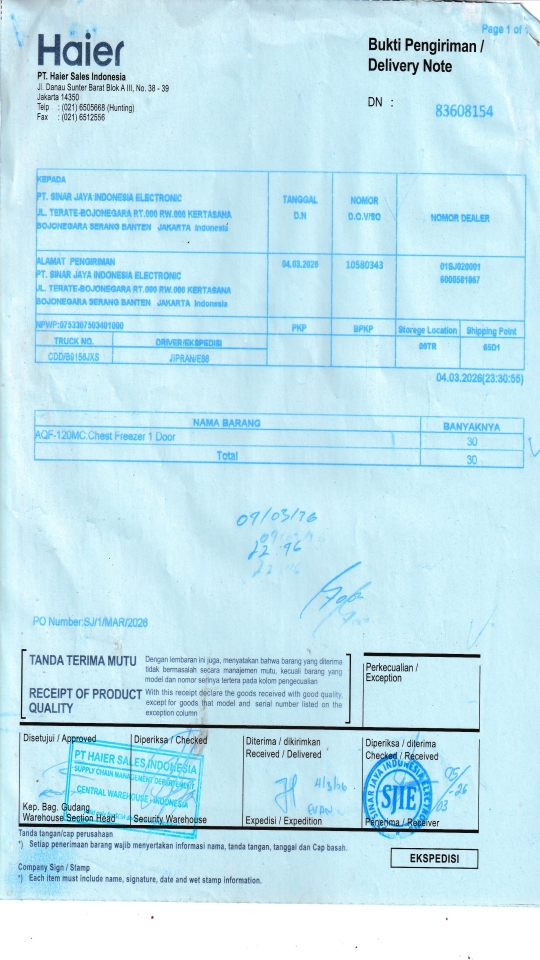 Page 1 of
Haier
Bukti Pengiriman /
Delivery Note
PT. Haier Sales Indonesia
Jl. Danau Sunter Barat Blok A III, No. 38 - 39
Jakarta 14350
Telp : (021) 6505668 (Hunting)
Fax : (021) 6512556
DN : 83608154
KEPADA
PT. SINAR JAYA INDONESIA ELECTRONIC
JL. TERATE-BOJONEGARA RT.000 RW.000 KERTASANA
BOJONEGARA SERANG BANTEN JAKARTA Indonesia
TANGGAL
D.N
NOMOR
D.O./SO
NOMOR DEALER
ALAMAT PENGIRIMAN
PT. SINAR JAYA INDONESIA ELECTRONIC
JL. TERATE-BOJONEGARA RT.000 RW.000 KERTASANA
BOJONEGARA SERANG BANTEN JAKARTA Indonesia
04.03.2026
10580343
01SJ020001
NPWP:0753367503401000
PKP
BPKP
Storege Location
Shipping Point
TRUCK NO.
DRIVER/EKSPEDISI
JIPRAN/E66
04.03.2026(23:30:55)
NAMA BARANG
BANYAKNYA
AQF-120MC.Chest Freezer 1 Door
30
Total
30
PO Number:SJ/1/MAR/2026
TANDA TERIMA MUTU
Dengan lembaran ini juga, menyatakan bahwa barang yang diterima
tidak bermasalah secara manajemen mutu, kecuali barang yang
model dan nomor serinya tertera pada kolom pengecualian
RECEIPT OF PRODUCT
QUALITY
With this receipt declare the goods received with good quality,
except for goods that model and serial number listed on the
exception column
Perkecualian /
Exception
Disetujui / Approved
Diperiksa / Checked
Diterima / dikirimkan
Received / Delivered
Diperiksa / diterima
Checked / Received
PT HAIER SALES INDONESIA
SUPPLY CHAIN MANAGEMENT DEPARTEMENT
CENTRAL WAREHOUSE - INDONESIA
SINAR JAYA INDONESIA ELECTRONIC
SJIE
Kep. Bag. Gudang
Warehouse Section Head
Security Warehouse
Expedisi / Expedition
Penerima / Receiver
Tanda tangan/cap perusahaan
*) Setiap penerimaan barang wajib menyertakan informasi nama, tanda tangan, tanggal dan Cap basah.
EKSPEDISI
Company Sign / Stamp
*) Each item must include name, signature, date and wet stamp information.